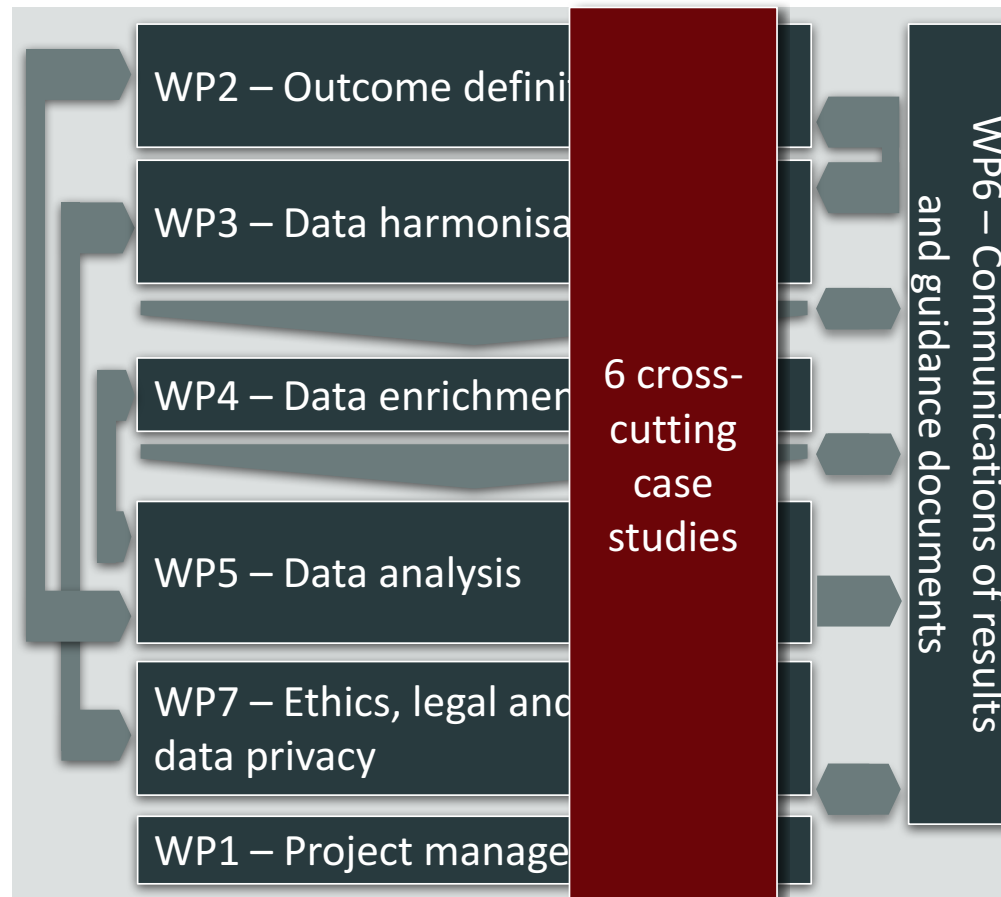 WP2 – Outcome defini
WP3 – Data harmonisa
WP4 – Data enrichmen
WP5 – Data analysis
WP7 – Ethics, legal and
data privacy
WP1 – Project manage
6 cross-
cutting
case
studies
WP6 – Communications of results
and guidance documents